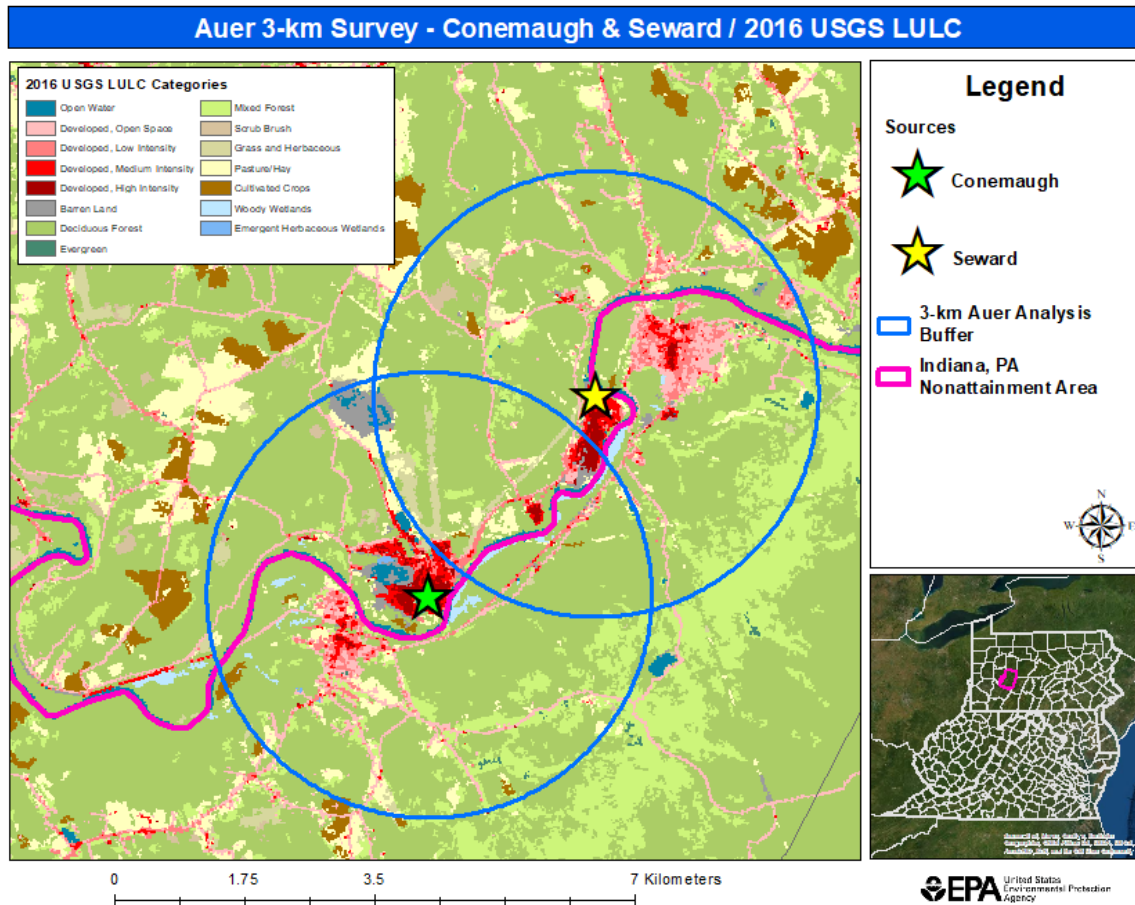 Auer 3-km Survey - Conemaugh & Seward / 2016 USGS LULC
2016 USGS LULC Categories
Open Water
Developed, Open Space
Developed, Low Intensity
Developed, Medium Intensity
Developed, High Intensity
Barren Land
Deciduous Forest
Evergreen
Mixed Forest
Scrub Brush
Grass and Herbaceous
Pasture/Hay
Cultivated Crops
Woody Wetlands
Emergent Herbaceous Wetlands
Legend
Sources
Conemaugh
Seward
3-km Auer Analysis
Buffer
Indiana, PA
Nonattainment Area
N
W
E
S
0
1.75
3.5
7 Kilometers
EPA
United States
Environmental Protection
Agency